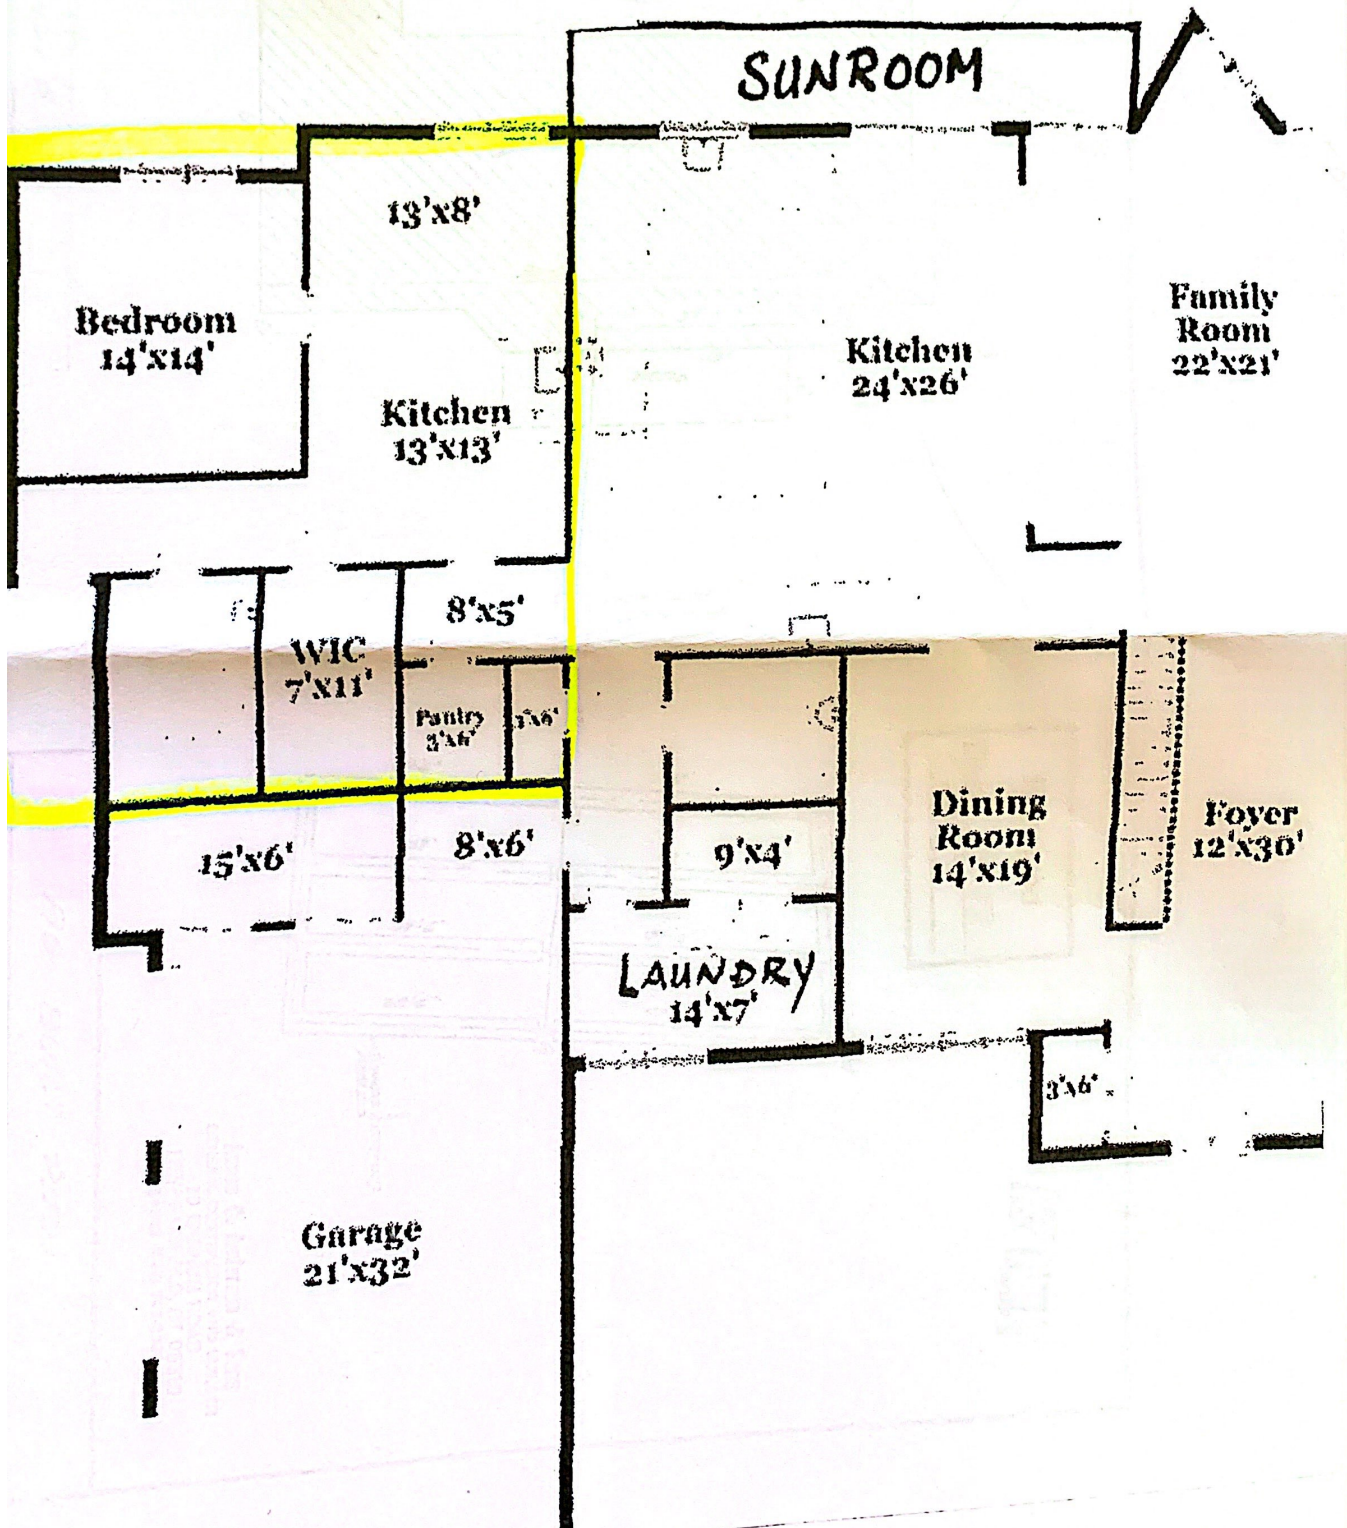 SUNROOM
13'x8'
Bedroom
14'x14'
Kitchen
13'x13'
Kitchen
24'x26'
Family
Room
22'x21'
8'x5'
WIC
7'x11'
Pantry
15'x6'
8'x6'
9'x4'
Dining
Room
14'x19'
Foyer
12'x30'
LAUNDRY
14'x7'
3'x6'
Garage
21'x32'